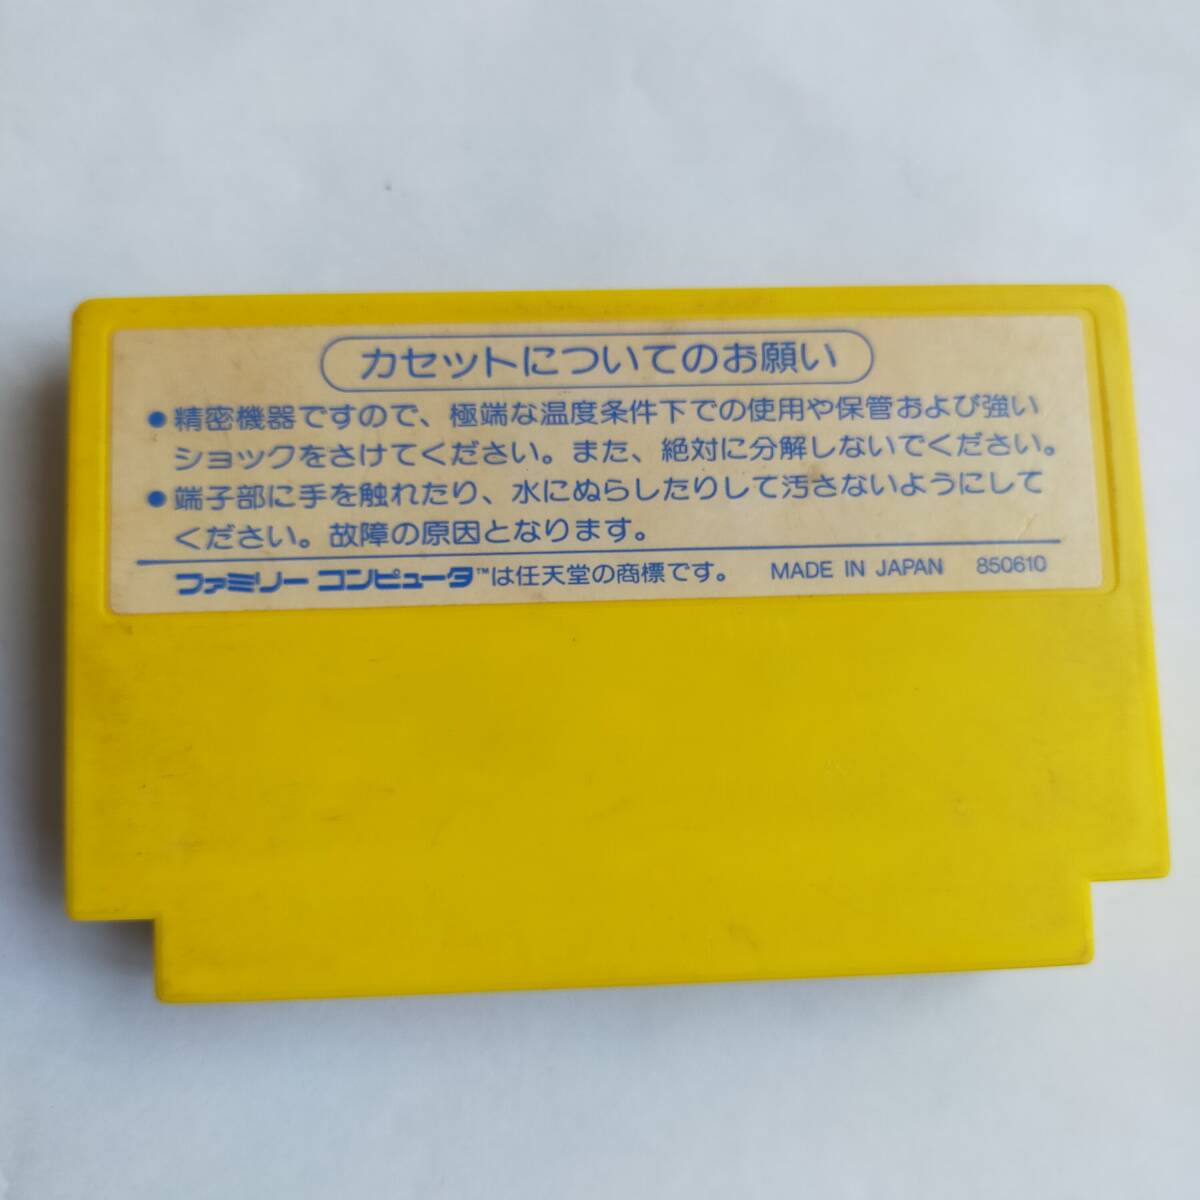 カセットについてのお願い
●精密機器ですので、極端な温度条件下での使用や保管および強い
ショックをさけてください。また、絶対に分解しないでください。
●端子部に手を触れたり、水にぬらしたりして汚さないようにして
ください。故障の原因となります。
ファミリー コンピュータ™は任天堂の商標です。 MADE IN JAPAN 850610